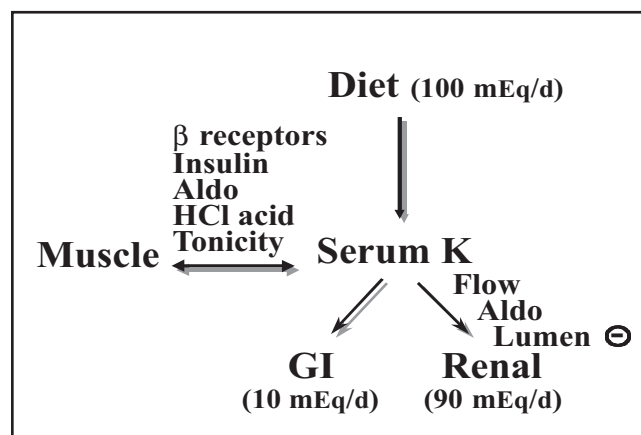 Diet (100 mEq/d)
β receptors
Insulin
Aldo
HCl acid
Tonicity
Muscle
Serum K
Flow
Aldo
Lumen ⊖
GI
(10 mEq/d)
Renal
(90 mEq/d)